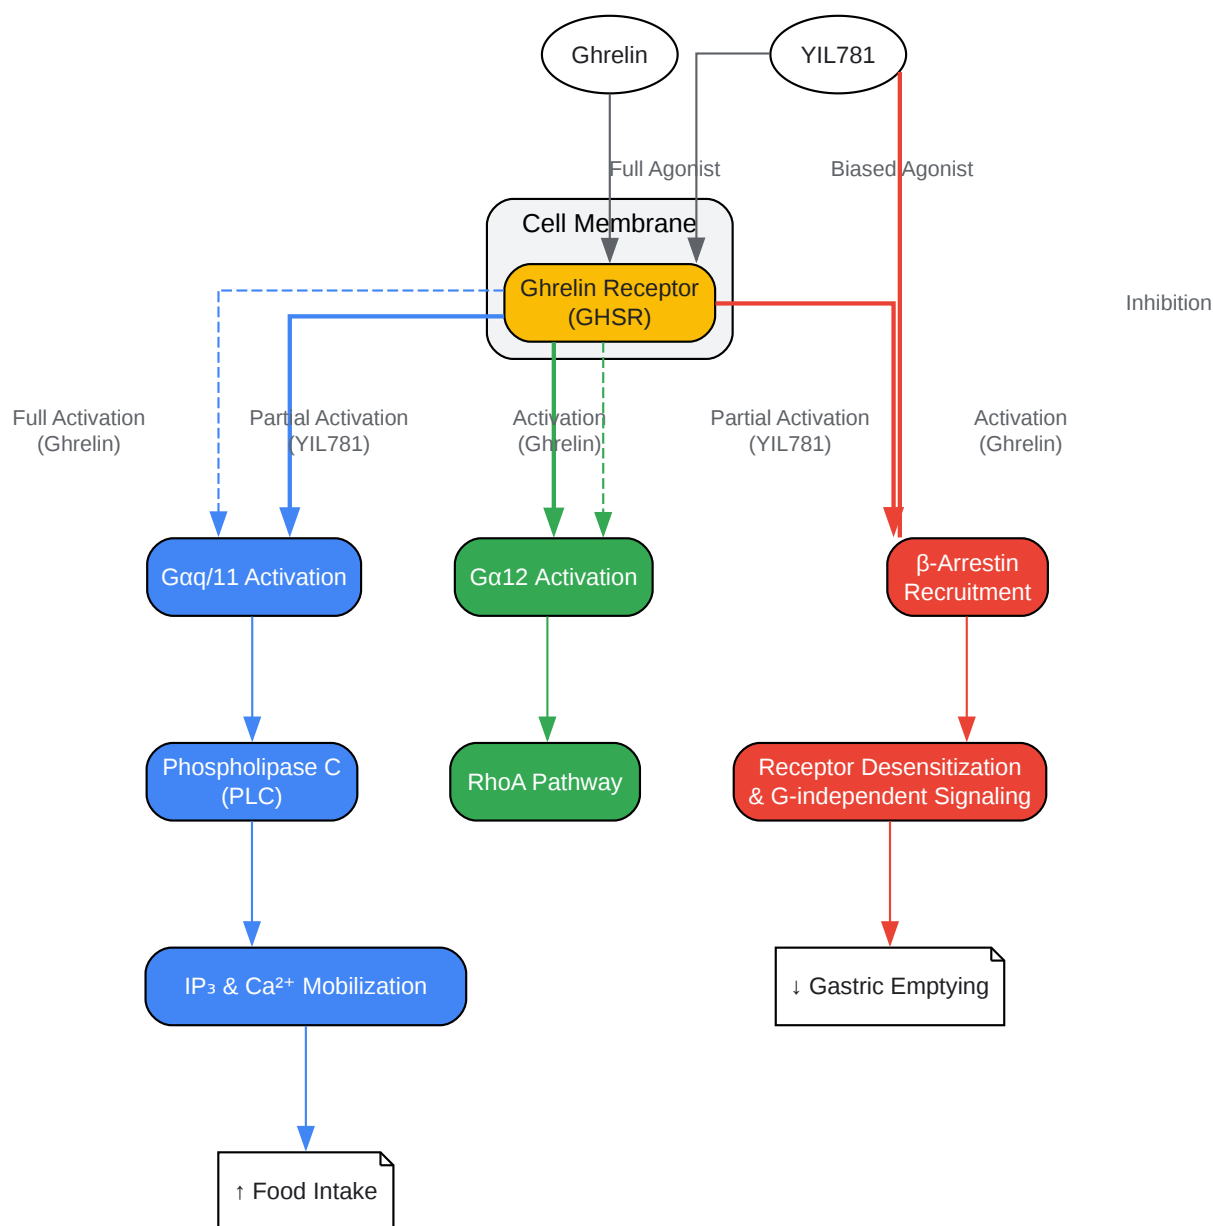 Ghrelin
YIL781
Full Agonist
Biased Agonist
Cell Membrane
Ghrelin Receptor
(GHSR)
Inhibition
Full Activation
(Ghrelin)
Partial Activation
(YIL781)
Activation
(Ghrelin)
Partial Activation
(YIL781)
Activation
(Ghrelin)
Gαq/11 Activation
Gα12 Activation
β-Arrestin
Recruitment
Phospholipase C
(PLC)
RhoA Pathway
Receptor Desensitization
& G-independent Signaling
IP₃ & Ca²⁺ Mobilization
↓ Gastric Emptying
↑ Food Intake